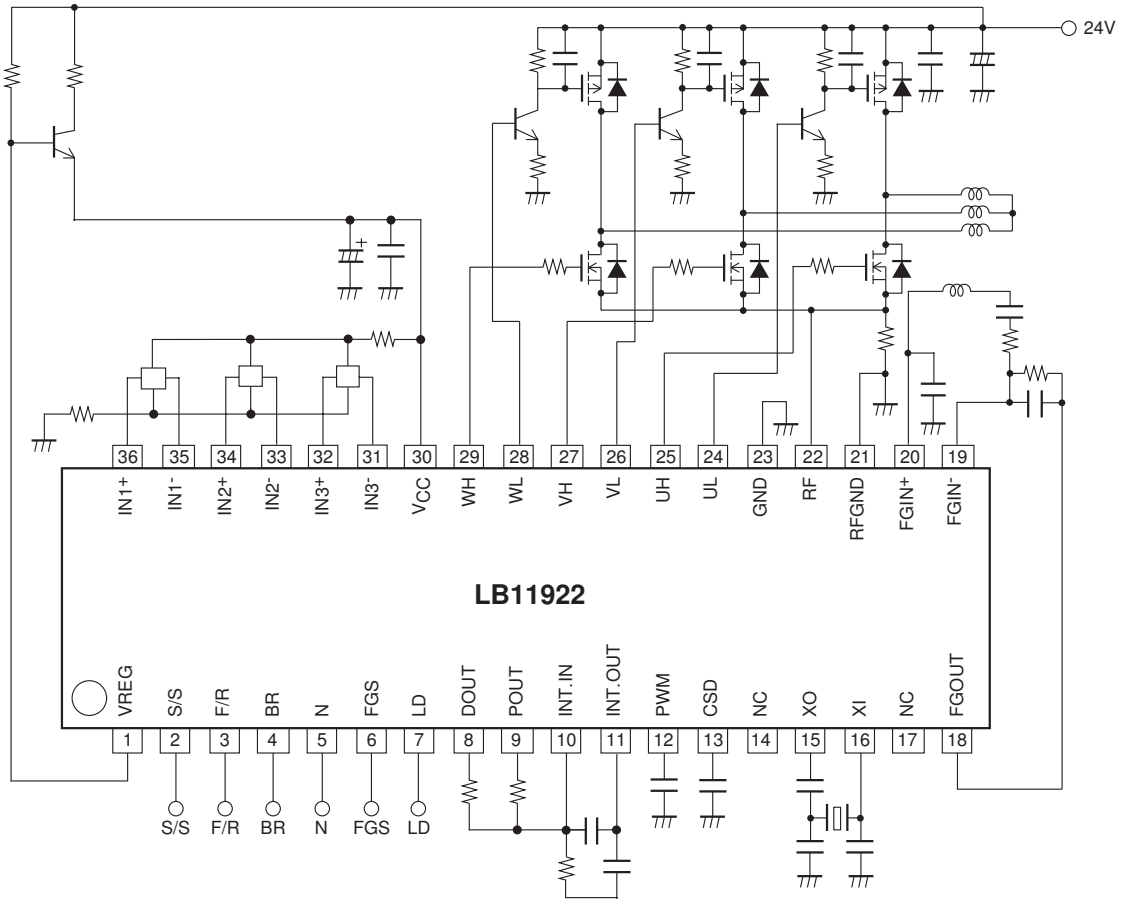 24V
+
36 35 34 33 32 31 30 29 28 27 26 25 24 23 22 21 20 19
IN1+ IN1- IN2+ IN2- IN3+ IN3- VCC WH WL VH VL UH UL GND RF RFGND FGIN+ FGIN-
LB11922
VREG S/S F/R BR N FGS LD DOUT POUT INT.IN INT.OUT PWM CSD NC XO XI NC FGOUT
1 2 3 4 5 6 7 8 9 10 11 12 13 14 15 16 17 18
S/S F/R BR N FGS LD